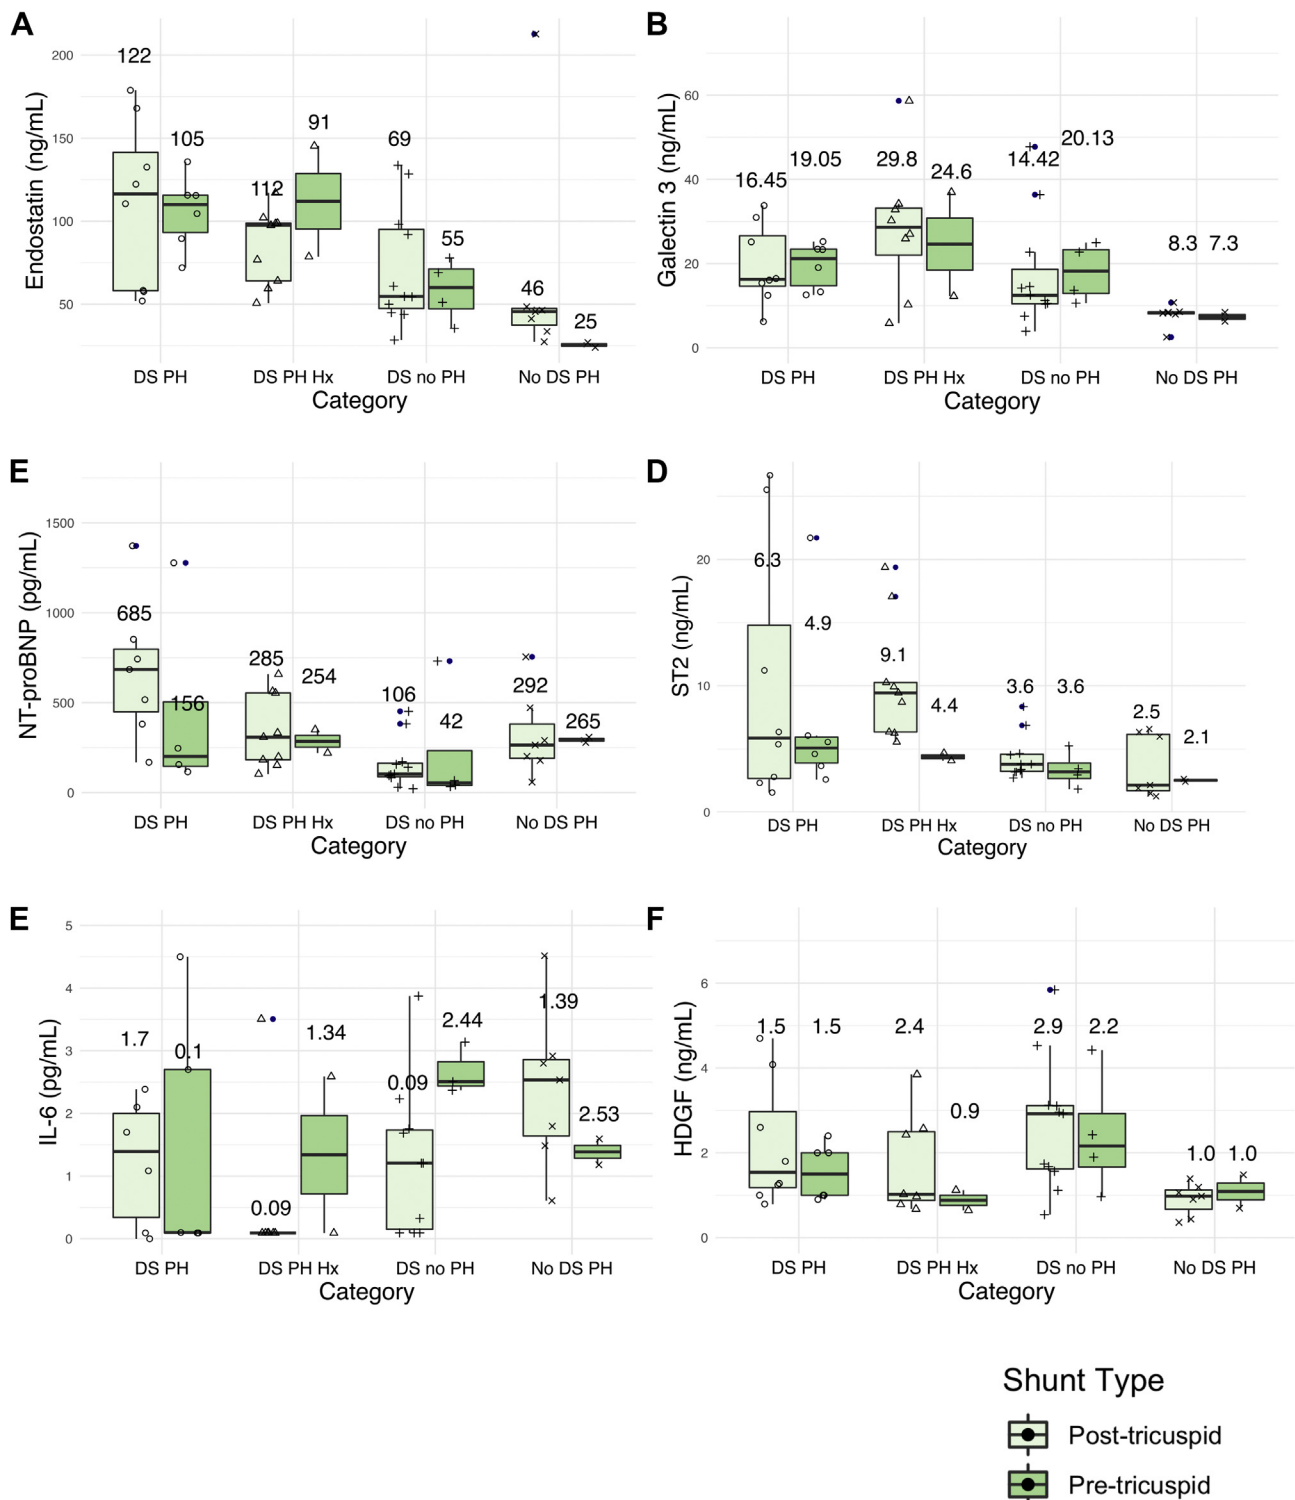 A
Endostatin (ng/mL)
200
150
100
50
122
105
112
91
69
55
46
25
DS PH
DS PH Hx
DS no PH
No DS PH
Category
B
Galectin 3 (ng/mL)
60
40
20
0
16.45
19.05
29.8
24.6
14.42
20.13
8.3
7.3
DS PH
DS PH Hx
DS no PH
No DS PH
Category
E
NT-proBNP (pg/mL)
1500
1000
500
0
685
156
285
254
106
42
292
265
DS PH
DS PH Hx
DS no PH
No DS PH
Category
D
ST2 (ng/mL)
20
10
0
6.3
4.9
9.1
4.4
3.6
3.6
2.5
2.1
DS PH
DS PH Hx
DS no PH
No DS PH
Category
E
IL-6 (pg/mL)
5
4
3
2
1
0
1.7
0.1
0.09
1.34
0.09
2.44
1.39
2.53
DS PH
DS PH Hx
DS no PH
No DS PH
Category
F
HDGF (ng/mL)
6
4
2
0
1.5
1.5
2.4
0.9
2.9
2.2
1.0
1.0
DS PH
DS PH Hx
DS no PH
No DS PH
Category
Shunt Type
Post-tricuspid
Pre-tricuspid